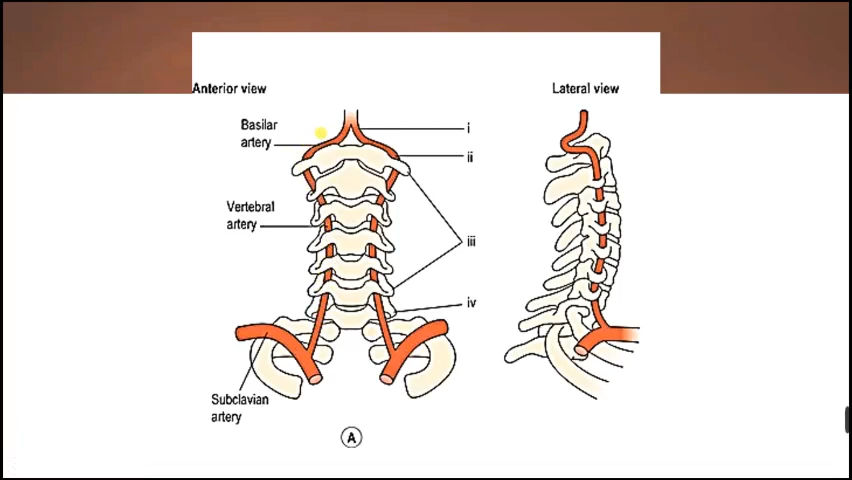 Anterior view
Lateral view
Basilar
artery
i
ii
Vertebral
artery
iii
iv
Subclavian
artery
A